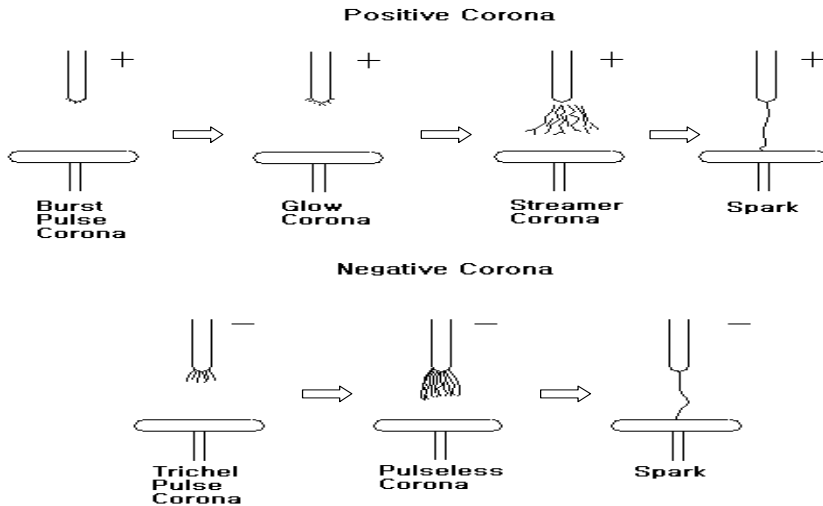 Positive Corona
+ + + +
Burst
Pulse
Corona
Glow
Corona
Streamer
Corona
Spark
Negative Corona
− − −
Trichel
Pulse
Corona
Pulseless
Corona
Spark